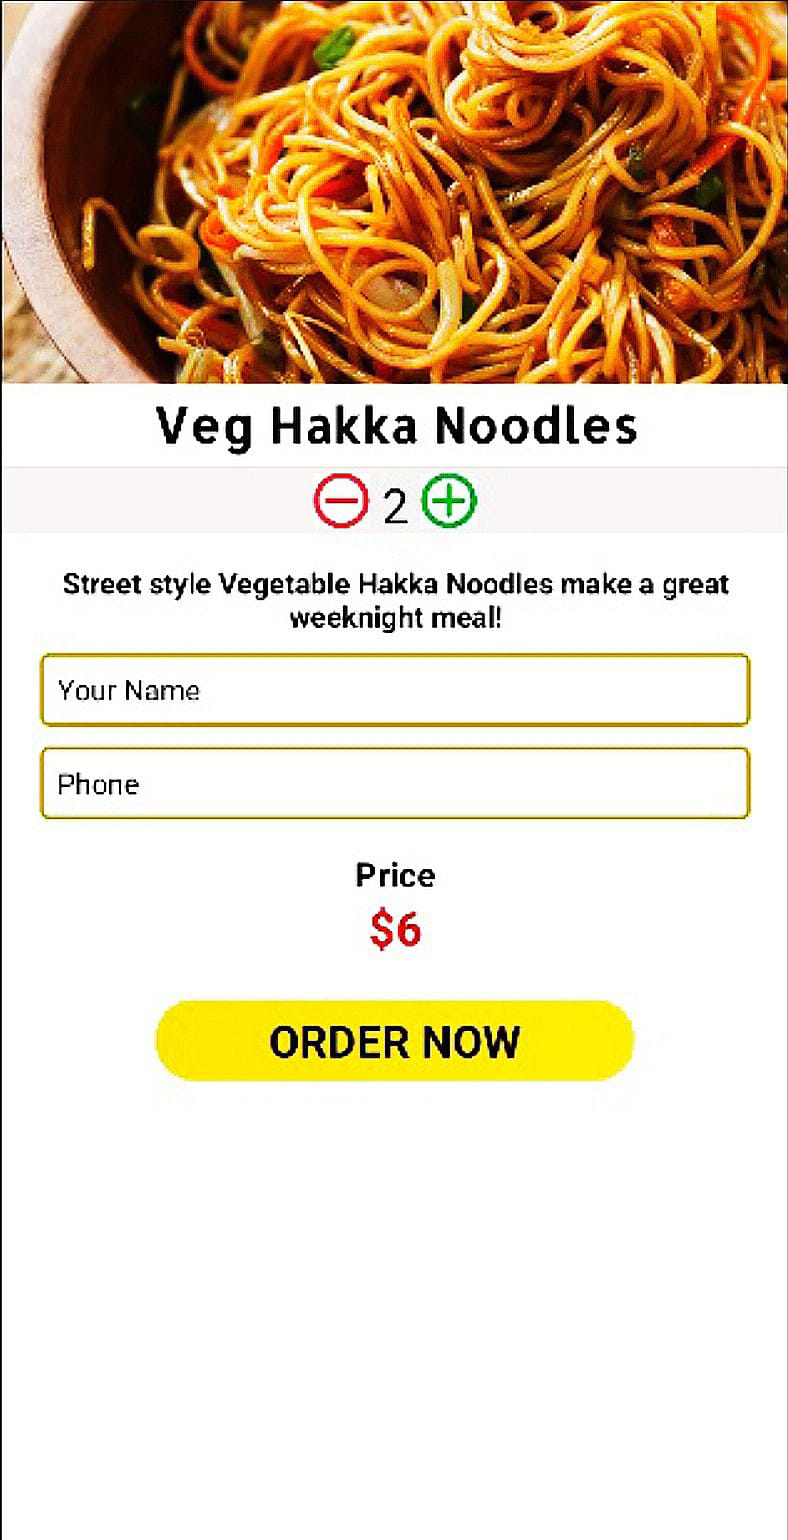 Veg Hakka Noodles
2
Street style Vegetable Hakka Noodles make a great
weeknight meal!
Your Name
Phone
Price
$6
ORDER NOW